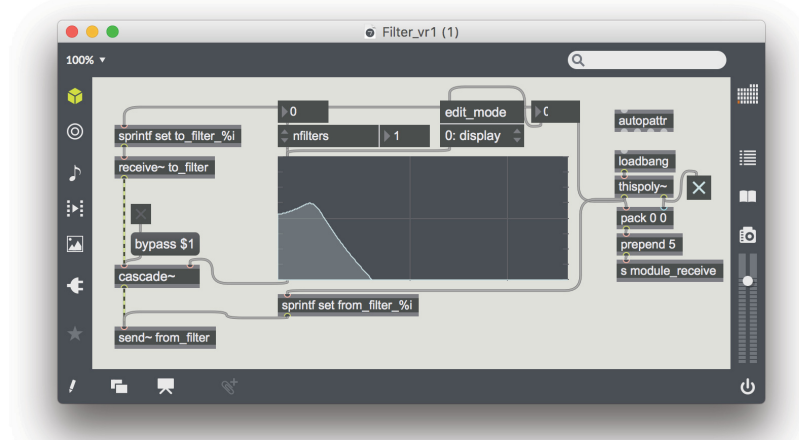 Filter_vr1 (1)
100%
0
edit_mode
0
autopattr
sprintf set to_filter_%i
nfilters
1
0: display
receive~ to_filter
loadbang
thispoly~
pack 0 0
bypass $1
prepend 5
cascade~
s module_receive
sprintf set from_filter_%i
send~ from_filter